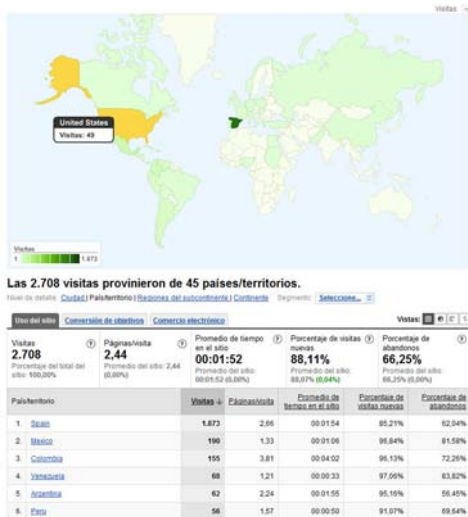 Visitas
United States
Visitas: 49
Visitas
1 1.873
Las 2.708 visitas provinieron de 45 países/territorios.
Nivel de detalle: Ciudad | País/territorio | Regiones del subcontinente | Continente Segmento: Seleccione...
Uso del sitio Conversión de objetivos Comercio electrónico Vistas:
Visitas
2.708
Porcentaje del total del sitio: 100,00%
Páginas/visita
2,44
Promedio del sitio: 2,44 (0,00%)
Promedio de tiempo en el sitio
00:01:52
Promedio del sitio: 00:01:52 (0,00%)
Porcentaje de visitas nuevas
88,11%
Promedio del sitio: 88,07% (0,04%)
Porcentaje de abandonos
66,25%
Promedio del sitio: 66,25% (0,00%)
País/territorio Visitas Páginas/visita Promedio de tiempo en el sitio Porcentaje de visitas nuevas Porcentaje de abandonos
1. Spain 1.873 2,66 00:01:54 85,21% 62,04%
2. Mexico 190 1,33 00:01:06 96,84% 81,58%
3. Colombia 155 3,81 00:04:02 96,13% 72,26%
4. Venezuela 68 1,21 00:00:33 97,06% 83,82%
5. Argentina 62 2,24 00:01:55 95,16% 56,45%
6. Peru 56 1,57 00:00:50 91,07% 69,64%